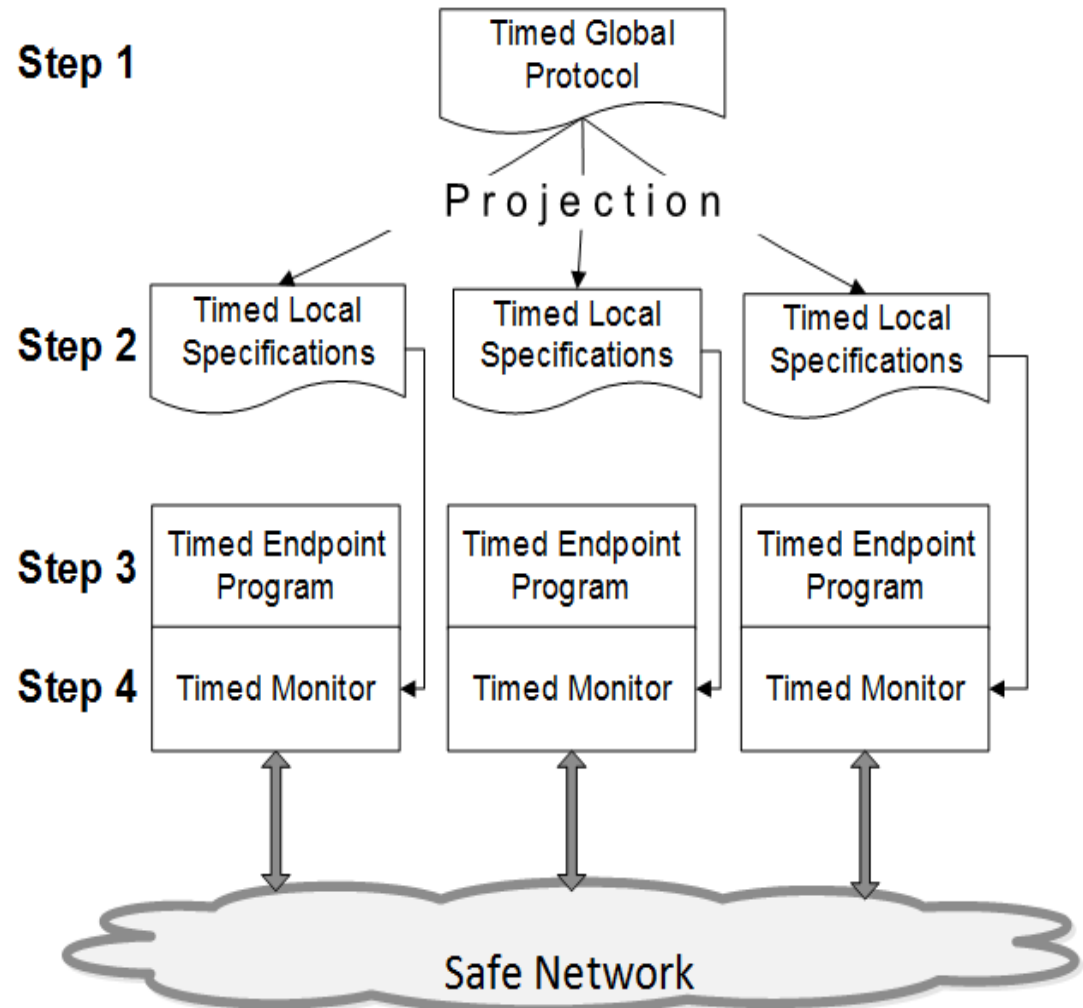 Step 1
Timed Global
Protocol
Projection
Step 2
Timed Local
Specifications
Timed Local
Specifications
Timed Local
Specifications
Step 3
Timed Endpoint
Program
Timed Endpoint
Program
Timed Endpoint
Program
Step 4
Timed Monitor
Timed Monitor
Timed Monitor
Safe Network